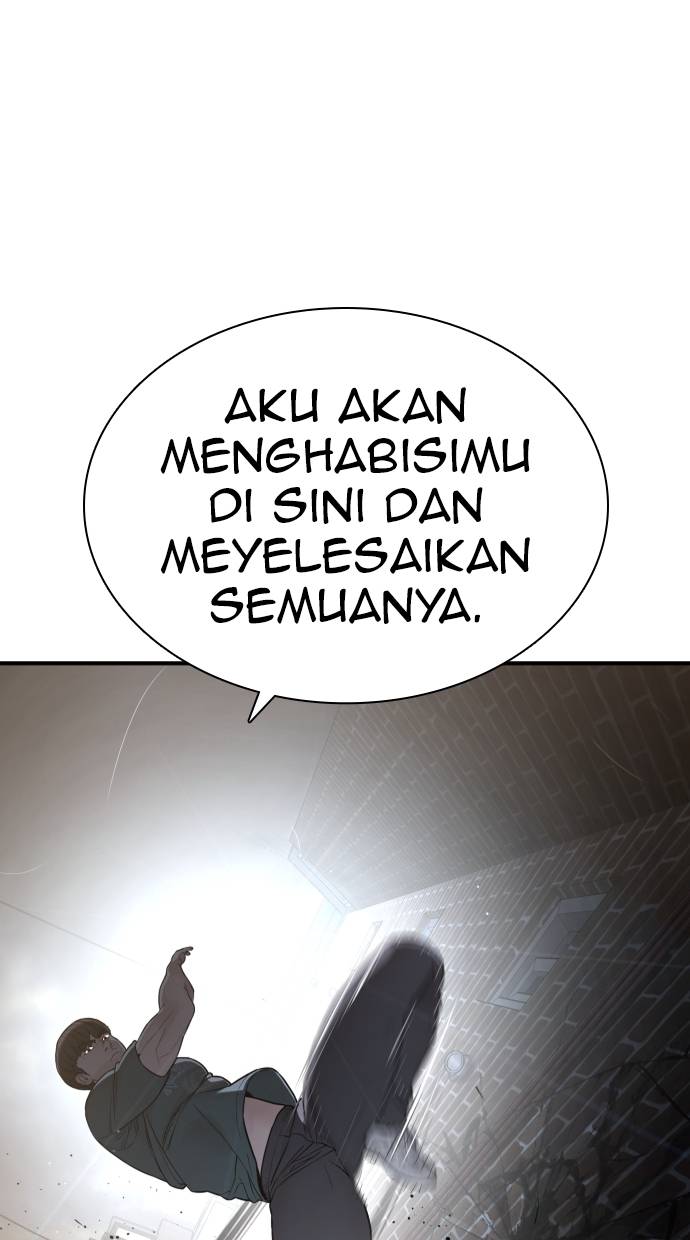 AKU AKAN
MENGHABISIMU
DI SINI DAN
MEYELESAIKAN
SEMUANYA.